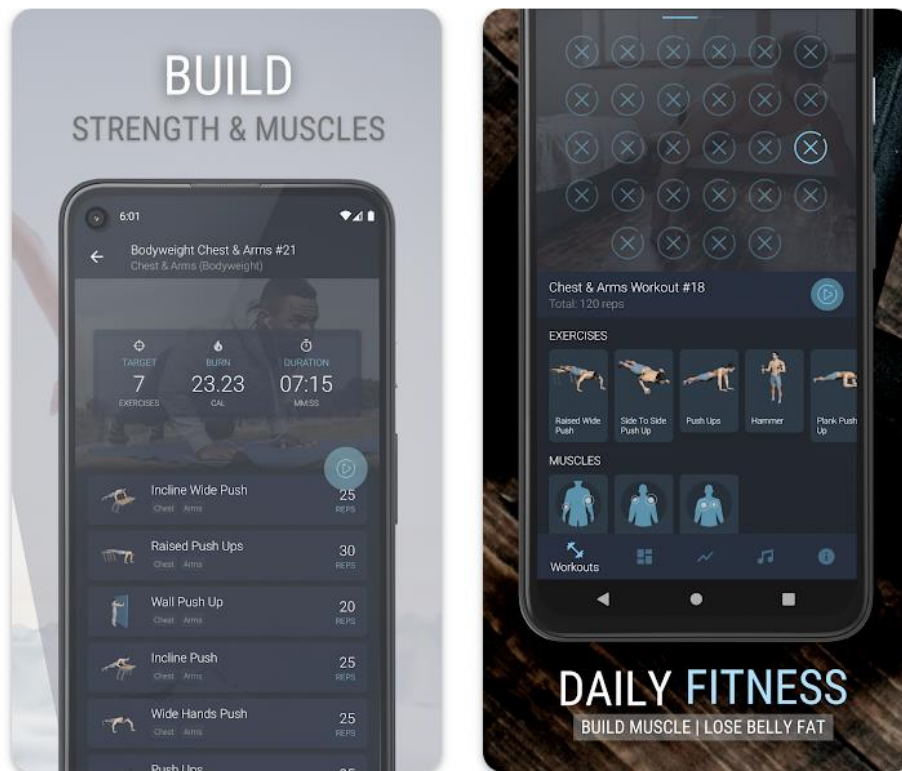 BUILD
STRENGTH & MUSCLES
6:01
Bodyweight Chest & Arms #21
Chest & Arms (Bodyweight)
TARGET BURN DURATION
7 23.23 07:15
EXERCISES CAL MM:SS
Incline Wide Push 25
Chest Arms REPS
Raised Push Ups 30
Chest Arms REPS
Wall Push Up 20
Chest Arms REPS
Incline Push 25
Chest Arms REPS
Wide Hands Push 25
Chest Arms REPS
Push Ups
Chest & Arms Workout #18
Total: 120 reps
EXERCISES
Raised Wide Push
Side To Side Push Up
Push Ups
Hammer
Plank Push Up
MUSCLES
Workouts
DAILY FITNESS
BUILD MUSCLE | LOSE BELLY FAT